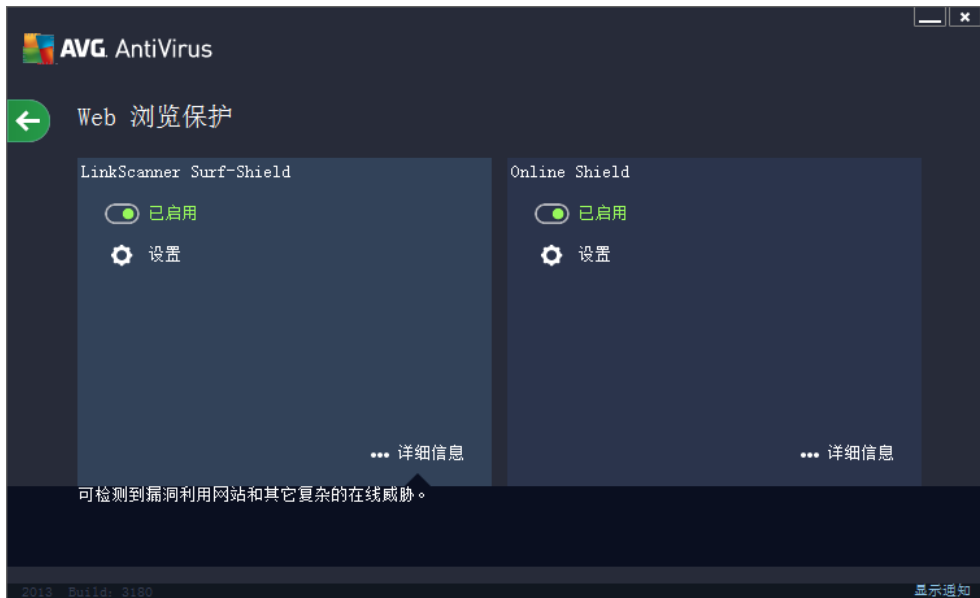 AVG. AntiVirus
Web 浏览保护
LinkScanner Surf-Shield
已启用
设置
••• 详细信息
Online Shield
已启用
设置
••• 详细信息
可检测到漏洞利用网站和其它复杂的在线威胁。
2013 Build: 3180
显示通知